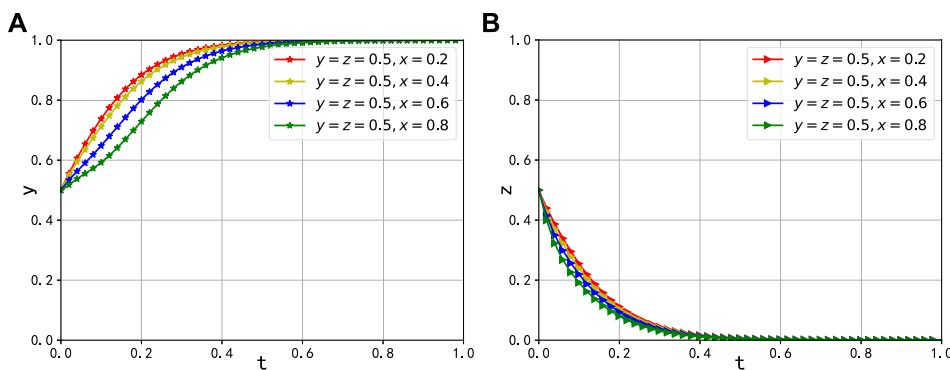 A
B
1.0
0.8
0.6
0.4
0.2
0.0
y
0.0 0.2 0.4 0.6 0.8 1.0
t
y = z = 0.5, x = 0.2
y = z = 0.5, x = 0.4
y = z = 0.5, x = 0.6
y = z = 0.5, x = 0.8
1.0
0.8
0.6
0.4
0.2
0.0
z
0.0 0.2 0.4 0.6 0.8 1.0
t
y = z = 0.5, x = 0.2
y = z = 0.5, x = 0.4
y = z = 0.5, x = 0.6
y = z = 0.5, x = 0.8